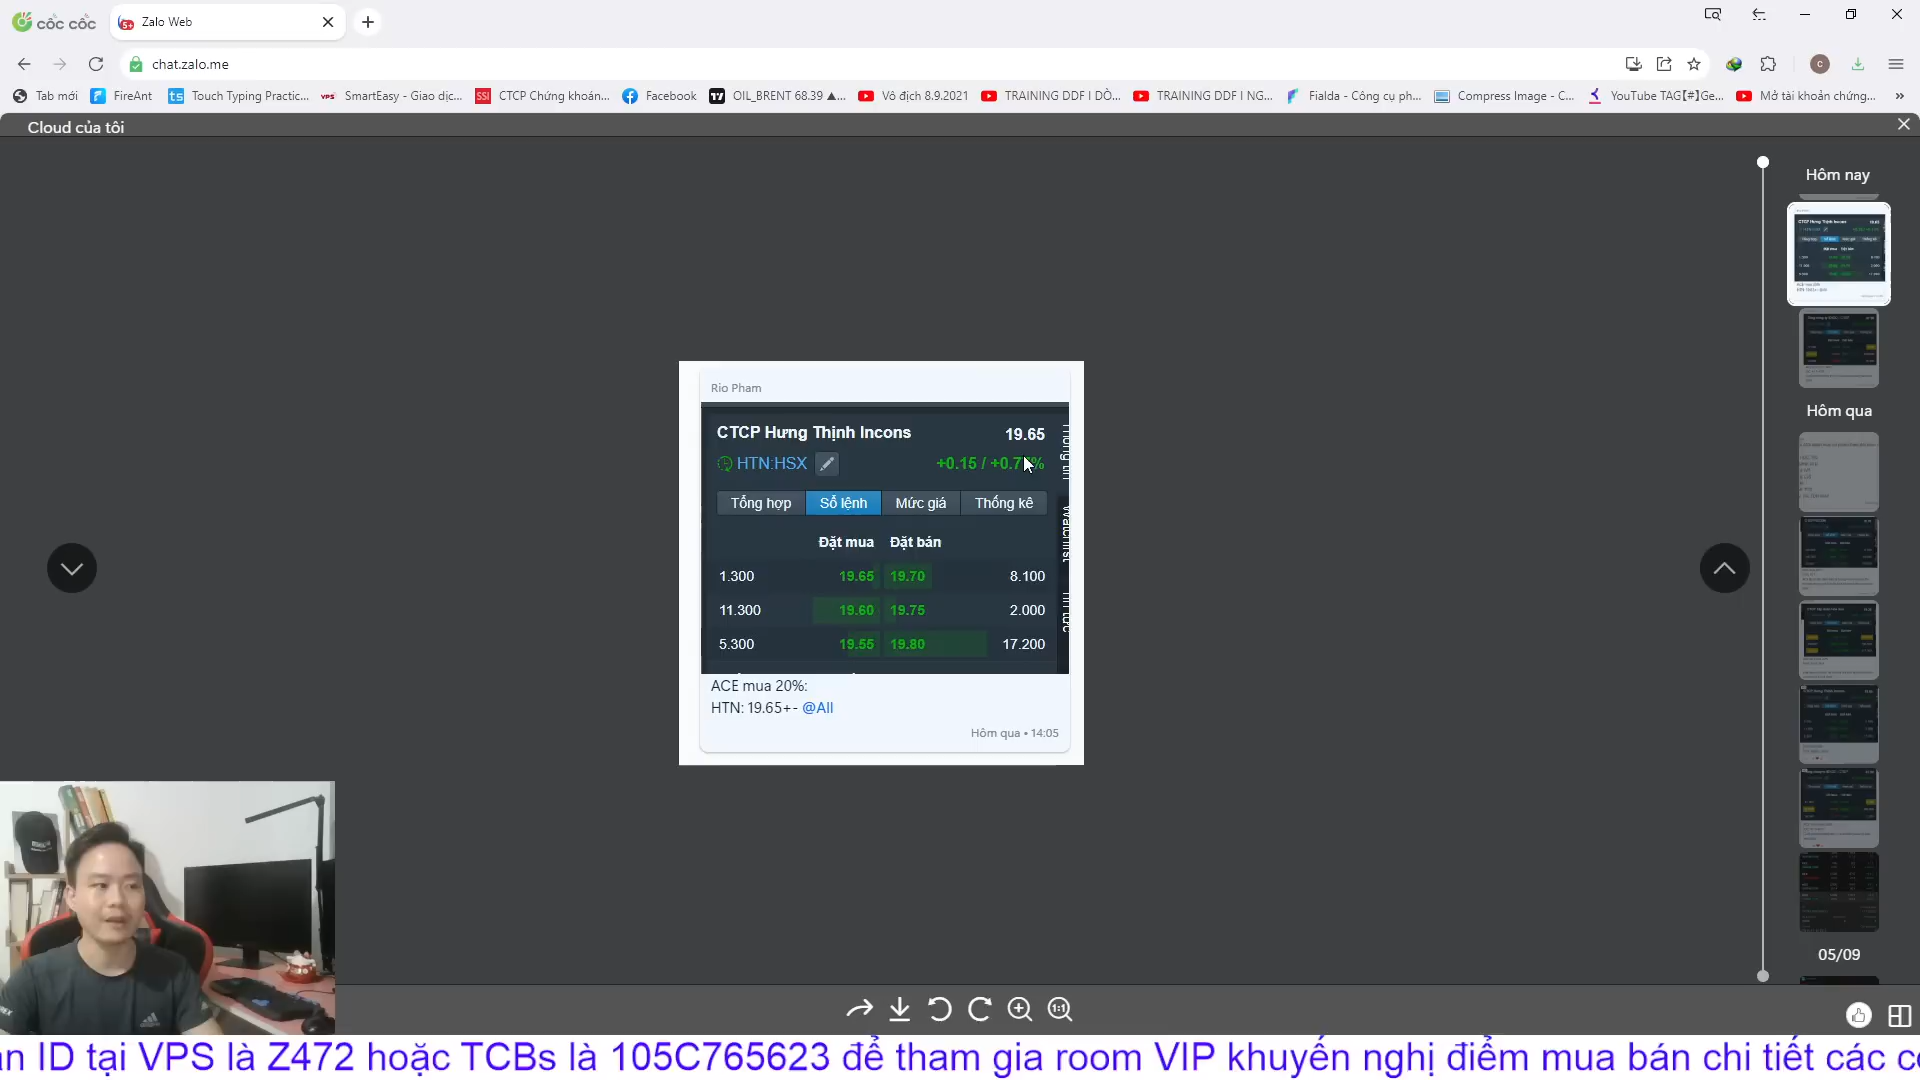 cốc cốc
Zalo Web
chat.zalo.me
Tab mới
FireAnt
Touch Typing Practic...
SmartEasy - Giao dịc...
CTCP Chứng khoán...
Facebook
OIL_BRENT 68.39 ▲...
Vô địch 8.9.2021
TRAINING DDF I DÒ...
TRAINING DDF I NG...
Fialda - Công cụ ph...
Compress Image - C...
YouTube TAG【#】Ge...
Mở tài khoản chứng...
Cloud của tôi
Hôm nay
Hôm qua
05/09
Rio Pham
CTCP Hưng Thịnh Incons 19.65
HTN:HSX
Tổng hợp Sổ lệnh Mức giá Thống kê
Đặt mua Đặt bán
1.300 19.65 19.70 8.100
11.300 19.60 19.75 2.000
5.300 19.55 19.80 17.200
ACE mua 20%:
HTN: 19.65+- @All
Hôm qua • 14:05
ID tại VPS là Z472 hoặc TCBs là 105C765623 để tham gia room VIP khuyến nghị điểm mua bán chi tiết các